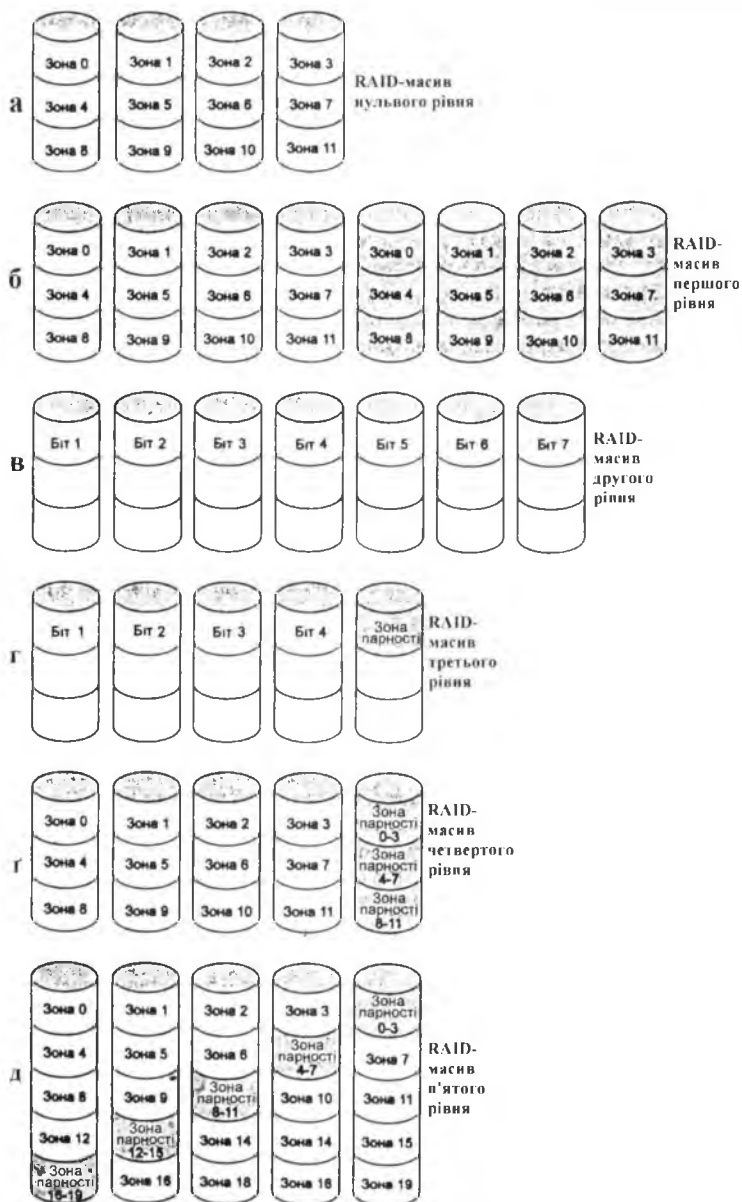 а
Зона 0 Зона 1 Зона 2 Зона 3
Зона 4 Зона 5 Зона 6 Зона 7
Зона 8 Зона 9 Зона 10 Зона 11
RAID-масив
нульвого рівня
б
Зона 0 Зона 1 Зона 2 Зона 3 Зона 0 Зона 1 Зона 2 Зона 3
Зона 4 Зона 5 Зона 6 Зона 7 Зона 4 Зона 5 Зона 6 Зона 7
Зона 8 Зона 9 Зона 10 Зона 11 Зона 8 Зона 9 Зона 10 Зона 11
RAID-
масив
першого
рівня
в
Біт 1 Біт 2 Біт 3 Біт 4 Біт 5 Біт 6 Біт 7
RAID-
масив
другого
рівня
г
Біт 1 Біт 2 Біт 3 Біт 4 Зона
парності
RAID-
масив
третього
рівня
ґ
Зона 0 Зона 1 Зона 2 Зона 3 Зона
парності
0-3
Зона 4 Зона 5 Зона 6 Зона 7 Зона
парності
4-7
Зона 8 Зона 9 Зона 10 Зона 11 Зона
парності
8-11
RAID-
масив
четвертого
рівня
д
Зона 0 Зона 1 Зона 2 Зона 3 Зона
парності
0-3
Зона 4 Зона 5 Зона 6 Зона
парності
4-7
Зона 7
Зона 8 Зона 9 Зона
парності
8-11
Зона 10 Зона 11
Зона 12 Зона
парності
12-15
Зона 14 Зона 14 Зона 15
Зона
парності
16-19
Зона 16 Зона 18 Зона 18 Зона 19
RAID-
масив
п'ятого
рівня